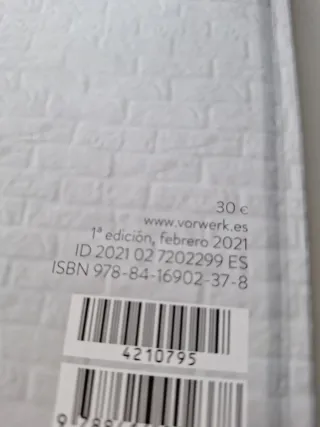 30 €
www.vorwerk.es
1ª edición, febrero 2021
ID 2021 02 7202299 ES
ISBN 978-84-16902-37-8
4210795